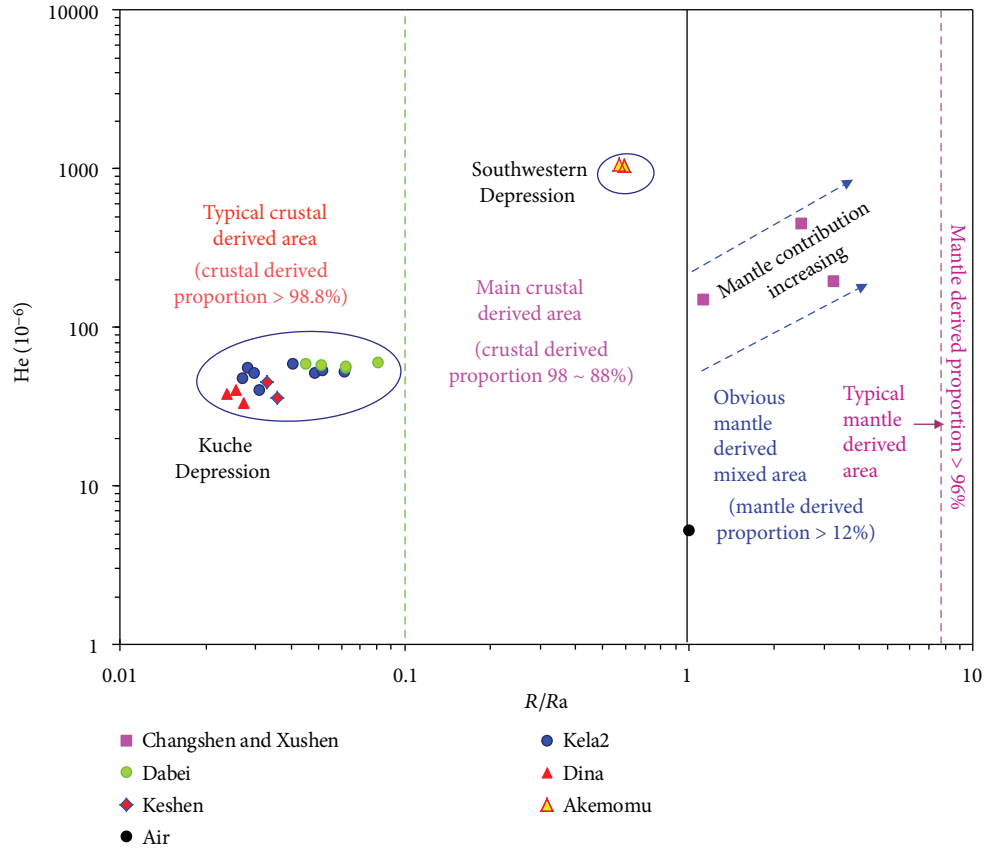 10000
1000
100
10
1
He (10⁻⁶)
Typical crustal
derived area
(crustal derived
proportion > 98.8%)
Kuche
Depression
Southwestern
Depression
Main crustal
derived area
(crustal derived
proportion 98 ~ 88%)
Mantle contribution
increasing
Obvious
mantle
derived
mixed area
(mantle derived
proportion > 12%)
Typical
mantle
derived
area
Mantle derived proportion > 96%
0.01
0.1
1
10
R/Ra
Changshen and Xushen
Dabei
Keshen
Air
Kela2
Dina
Akemomu